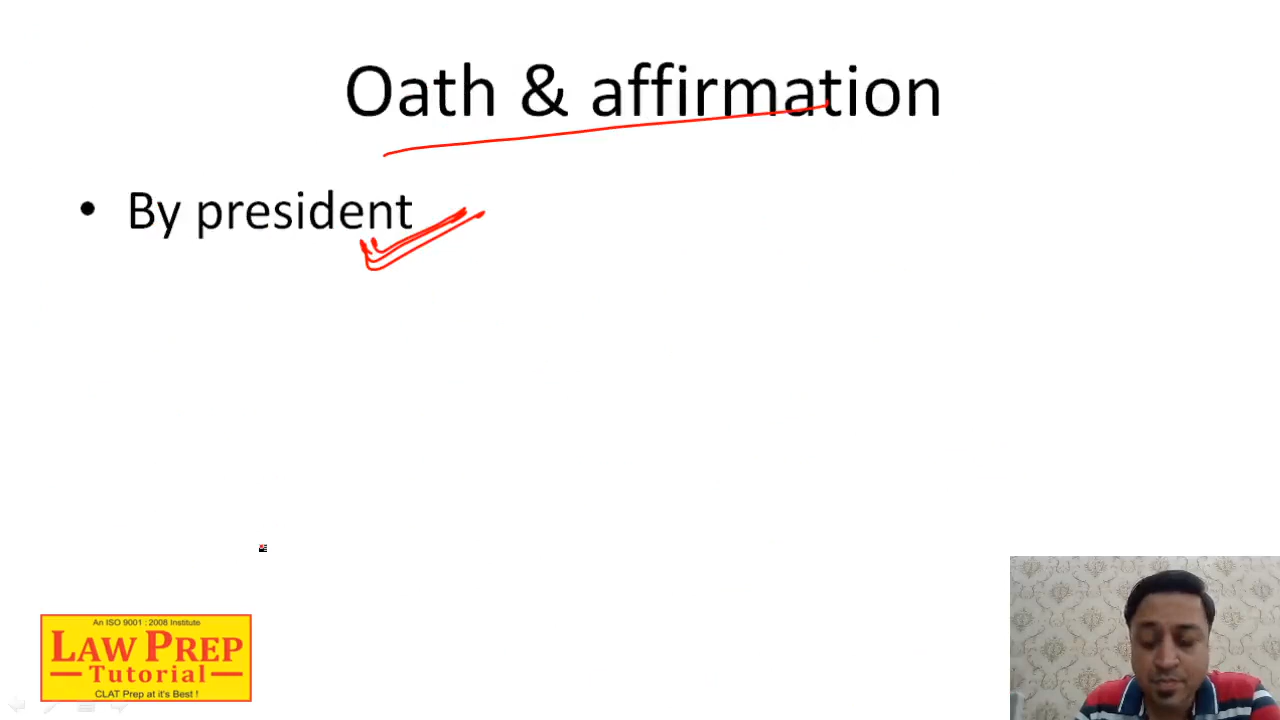 Oath & affirmation
• By president
An ISO 9001 : 2008 Institute
LAW PREP
Tutorial
CLAT Prep at it's Best !